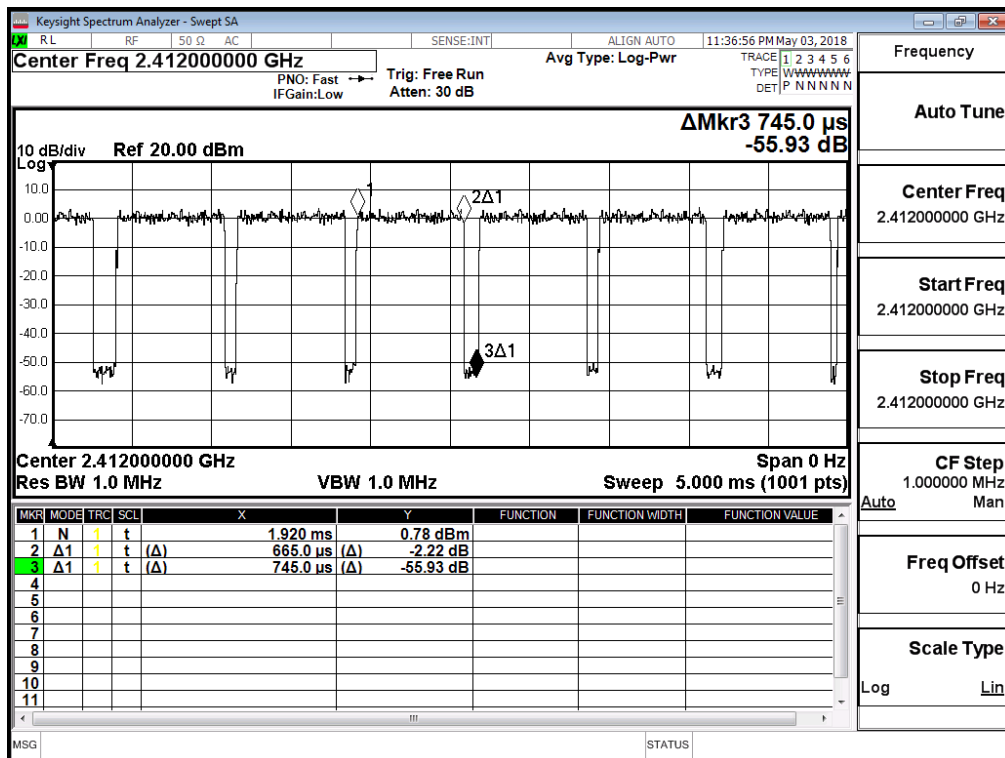 Keysight Spectrum Analyzer - Swept SA
LXI RL RF 50 Ω AC SENSE:INT ALIGN AUTO 11:36:56 PM May 03, 2018
Center Freq 2.412000000 GHz
PNO: Fast
IFGain:Low
Trig: Free Run
Atten: 30 dB
Avg Type: Log-Pwr
TRACE 1 2 3 4 5 6
TYPE WWWWWW
DET P N N N N N
ΔMkr3 745.0 µs
-55.93 dB
10 dB/div Ref 20.00 dBm
Log
10.0
0.00
-10.0
-20.0
-30.0
-40.0
-50.0
-60.0
-70.0
1
2Δ1
3Δ1
Center 2.412000000 GHz Span 0 Hz
Res BW 1.0 MHz VBW 1.0 MHz Sweep 5.000 ms (1001 pts)
MKR MODE TRC SCL X Y FUNCTION FUNCTION WIDTH FUNCTION VALUE
1 N 1 t 1.920 ms 0.78 dBm
2 Δ1 1 t (Δ) 665.0 µs (Δ) -2.22 dB
3 Δ1 1 t (Δ) 745.0 µs (Δ) -55.93 dB
4
5
6
7
8
9
10
11
MSG STATUS
Frequency
Auto Tune
Center Freq
2.412000000 GHz
Start Freq
2.412000000 GHz
Stop Freq
2.412000000 GHz
CF Step
1.000000 MHz
Auto Man
Freq Offset
0 Hz
Scale Type
Log Lin